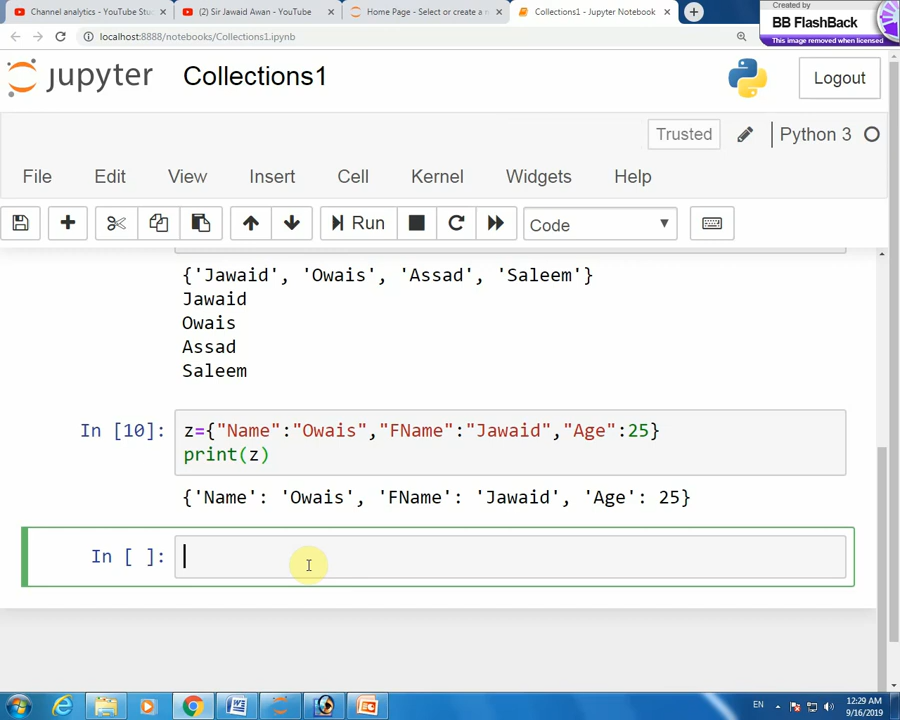 Channel analytics - YouTube Stu
(2) Sir Jawaid Awan - YouTube
Home Page - Select or create a n
Collections1 - Jupyter Notebook
Created by
BB FlashBack
This image removed when licensed
localhost:8888/notebooks/Collections1.ipynb
jupyter
Collections1
Logout
Trusted
Python 3
File
Edit
View
Insert
Cell
Kernel
Widgets
Help
Run
Code
{'Jawaid', 'Owais', 'Assad', 'Saleem'}
Jawaid
Owais
Assad
Saleem
In [10]:
z={"Name":"Owais","FName":"Jawaid","Age":25}
print(z)
{'Name': 'Owais', 'FName': 'Jawaid', 'Age': 25}
In [ ]:
EN
12:29 AM
9/16/2019